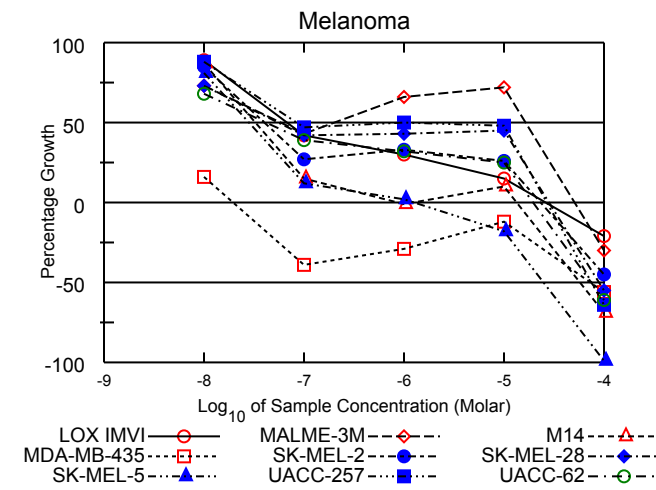 Melanoma
100
50
0
-50
-100
Percentage Growth
-9 -8 -7 -6 -5 -4
Log10 of Sample Concentration (Molar)
LOX IMVI MALME-3M M14
MDA-MB-435 SK-MEL-2 SK-MEL-28
SK-MEL-5 UACC-257 UACC-62